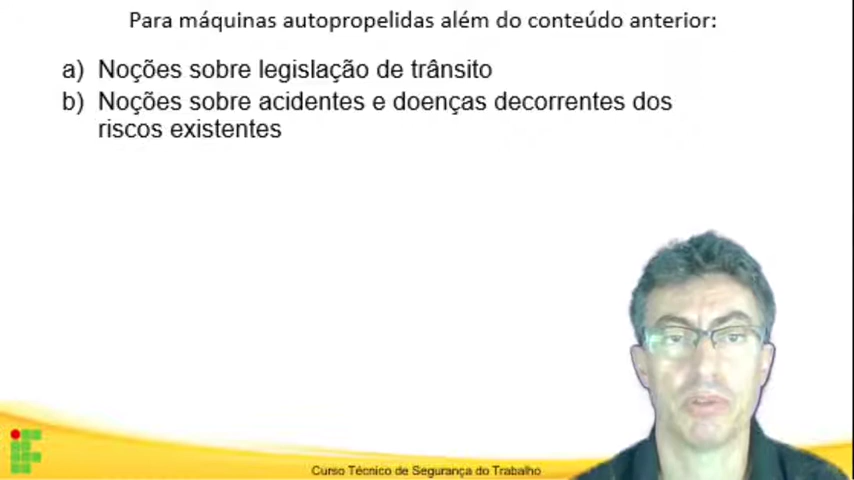 Para máquinas autopropelidas além do conteúdo anterior:
a) Noções sobre legislação de trânsito
b) Noções sobre acidentes e doenças decorrentes dos
riscos existentes
Curso Técnico de Segurança do Trabalho